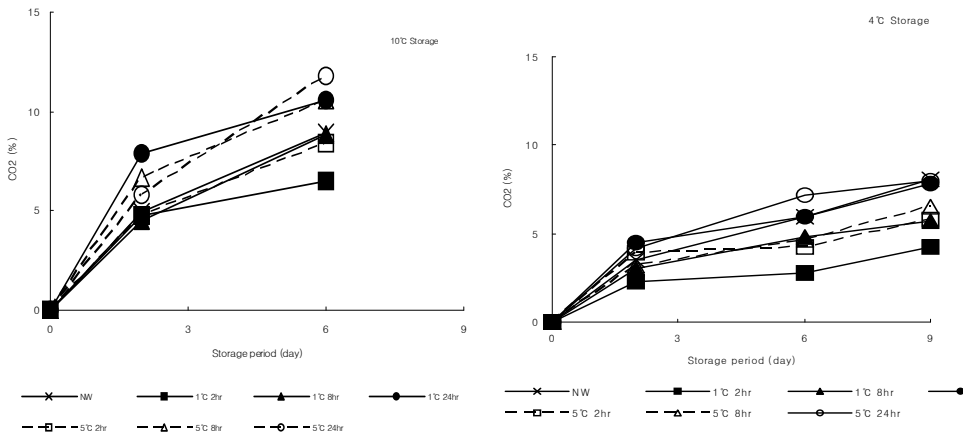 10℃ Storage
15
10
5
0
CO2 (%)
0 3 6 9
Storage period (day)
NW 1℃ 2hr 1℃ 8hr 1℃ 24hr
5℃ 2hr 5℃ 8hr 5℃ 24hr
4℃ Storage
15
10
5
0
CO2 (%)
0 3 6 9
Storage period (day)
NW 1℃ 2hr 1℃ 8hr
5℃ 2hr 5℃ 8hr 5℃ 24hr